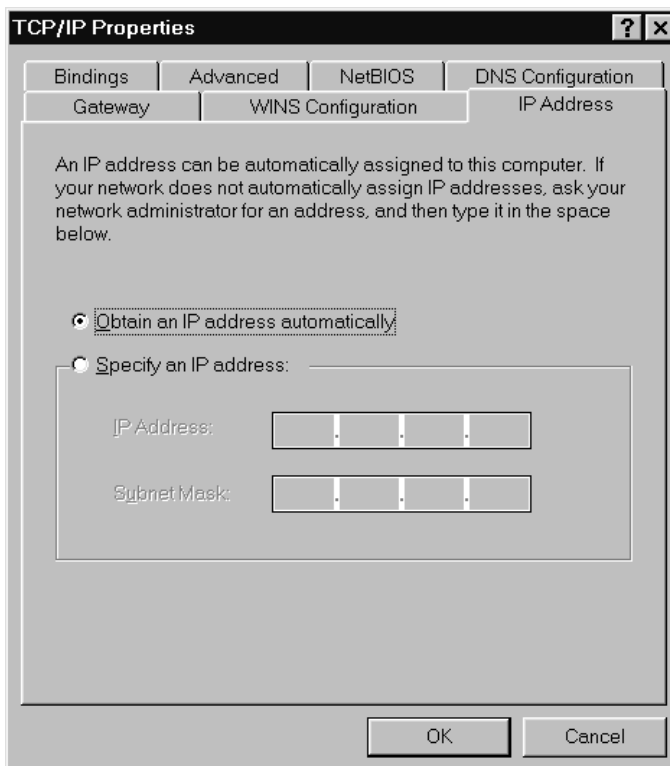 TCP/IP Properties
Bindings
Advanced
NetBIOS
DNS Configuration
Gateway
WINS Configuration
IP Address
An IP address can be automatically assigned to this computer. If
your network does not automatically assign IP addresses, ask your
network administrator for an address, and then type it in the space
below.
Obtain an IP address automatically
Specify an IP address:
IP Address:
. . .
Subnet Mask:
. . .
OK
Cancel